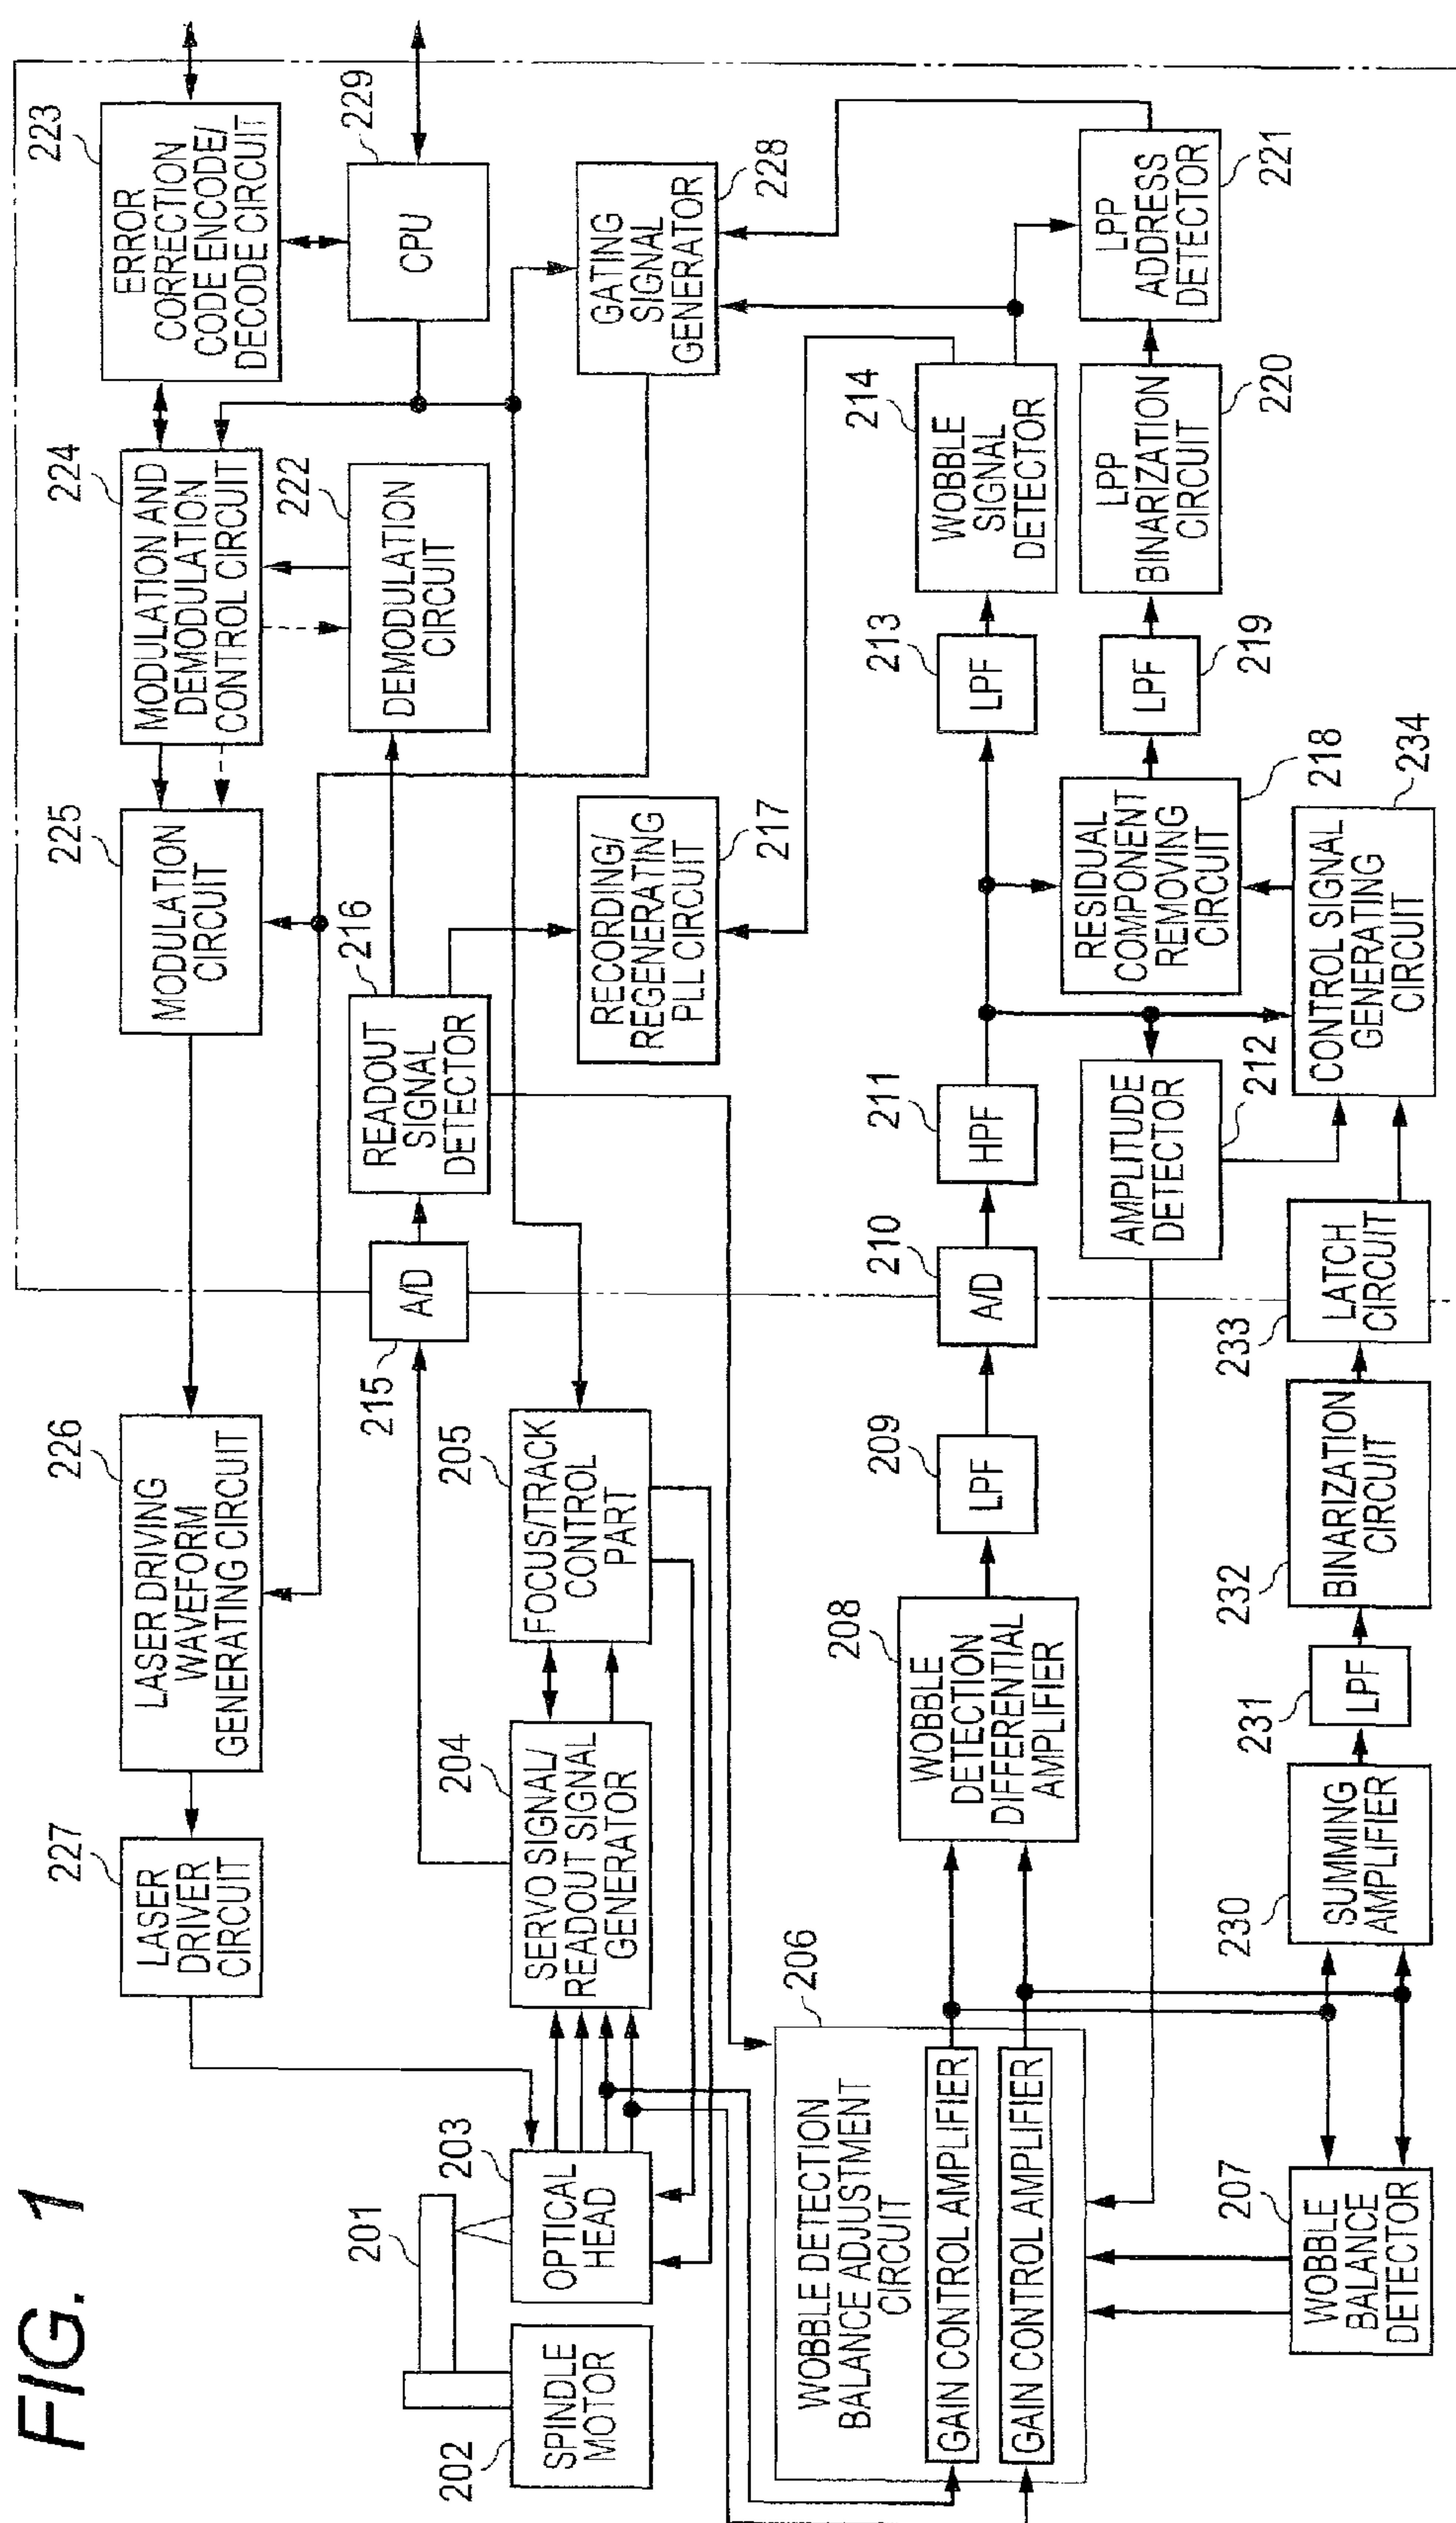 FIG. 1
227
LASER
DRIVER
CIRCUIT
226
LASER DRIVING
WAVEFORM
GENERATING CIRCUIT
225
MODULATION
CIRCUIT
224
MODULATION AND
DEMODULATION
CONTROL CIRCUIT
223
ERROR
CORRECTION
CODE ENCODE/
DECODE CIRCUIT
201
202
SPINDLE
MOTOR
203
OPTICAL
HEAD
204
SERVO SIGNAL/
READOUT SIGNAL
GENERATOR
205
FOCUS/TRACK
CONTROL
PART
215
A/D
216
READOUT
SIGNAL
DETECTOR
222
DEMODULATION
CIRCUIT
229
CPU
217
RECORDING/
REGENERATING
PLL CIRCUIT
228
GATING
SIGNAL
GENERATOR
206
WOBBLE DETECTION
BALANCE ADJUSTMENT
CIRCUIT
GAIN CONTROL AMPLIFIER
GAIN CONTROL AMPLIFIER
208
WOBBLE
DETECTION
DIFFERENTIAL
AMPLIFIER
209
LPF
210
A/D
211
HPF
213
LPF
214
WOBBLE
SIGNAL
DETECTOR
212
AMPLITUDE
DETECTOR
218
RESIDUAL
COMPONENT
REMOVING
CIRCUIT
219
LPF
220
LPP
BINARIZATION
CIRCUIT
221
LPP
ADDRESS
DETECTOR
207
WOBBLE
BALANCE
DETECTOR
230
SUMMING
AMPLIFIER
231
LPF
232
BINARIZATION
CIRCUIT
233
LATCH
CIRCUIT
234
CONTROL SIGNAL
GENERATING
CIRCUIT